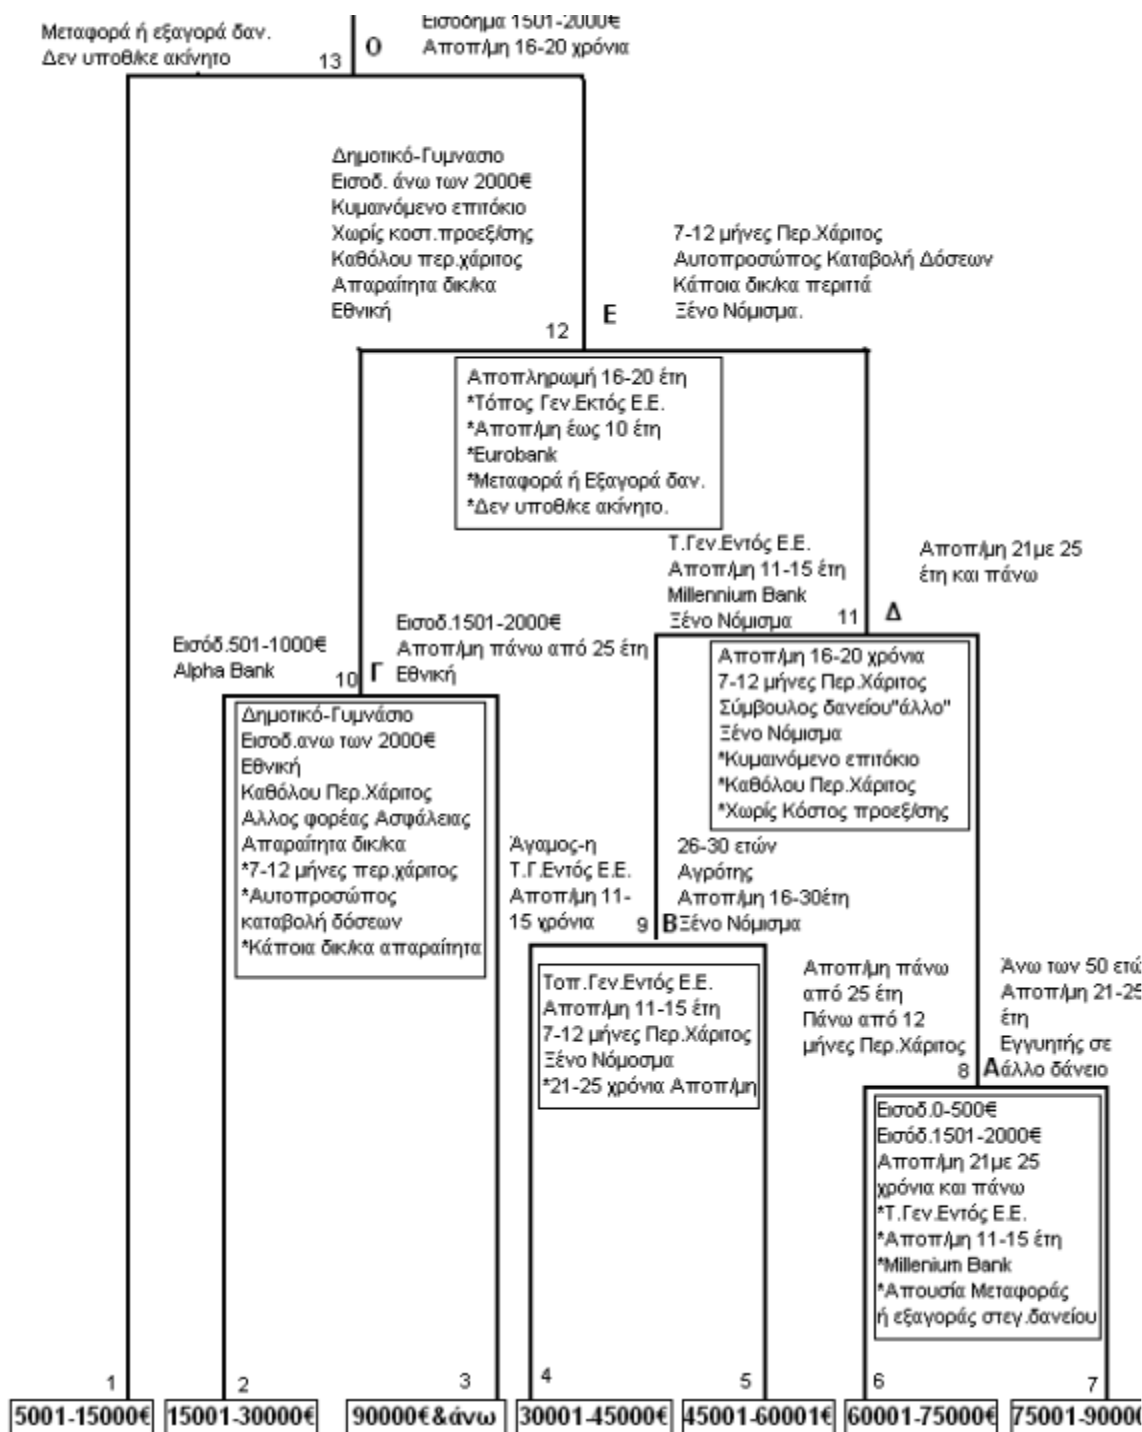 Μεταφορά ή εξαγορά δαν.
Δεν υποθ/κε ακίνητο
13
Ο
Εισόδημα 1501-2000€
Αποπ/μη 16-20 χρόνια
Δημοτικό-Γυμνασιο
Εισοδ. άνω των 2000€
Κυμαινόμενο επιτόκιο
Χωρίς κοστ.προεξ/σης
Καθόλου περ.χάριτος
Απαραίτητα δικ/κα
Εθνική
12
Ε
7-12 μήνες Περ.Χάριτος
Αυτοπροσώπος Καταβολή Δόσεων
Κάποια δικ/κα περιττά
Ξένο Νόμισμα.
Αποπληρωμή 16-20 έτη
*Τόπος Γεν.Εκτός Ε.Ε.
*Αποπ/μη έως 10 έτη
*Eurobank
*Μεταφορά ή Εξαγορά δαν.
*Δεν υποθ/κε ακίνητο.
Τ.Γεν.Εντός Ε.Ε.
Αποπ/μη 11-15 έτη
Millennium Bank
Ξένο Νόμισμα
11
Δ
Αποπ/μη 21με 25
έτη και πάνω
Εισόδ.501-1000€
Alpha Bank
10
Γ
Εισοδ.1501-2000€
Αποπ/μη πάνω από 25 έτη
Εθνική
Αποπ/μη 16-20 χρόνια
7-12 μήνες Περ.Χάριτος
Σύμβουλος δανείου"άλλο"
Ξένο Νόμισμα
*Κυμαινόμενο επιτόκιο
*Καθόλου Περ.Χάριτος
*Χωρίς Κόστος προεξ/σης
Δημοτικό-Γυμνάσιο
Εισοδ.ανω των 2000€
Εθνική
Καθόλου Περ.Χάριτος
Αλλος φορέας Ασφάλειας
Απαραίτητα δικ/κα
*7-12 μήνες περ.χάριτος
*Αυτοπροσώπος
καταβολή δόσεων
*Κάποια δικ/κα απαραίτητα
Άγαμος-η
Τ.Γ.Εντός Ε.Ε.
Αποπ/μη 11-
15 χρόνια
9
Β
26-30 ετών
Αγρότης
Αποπ/μη 16-30έτη
Ξένο Νόμισμα
Τοπ.Γεν.Εντός Ε.Ε.
Αποπ/μη 11-15 έτη
7-12 μήνες Περ.Χάριτος
Ξένο Νόμοσμα
*21-25 χρόνια Αποπ/μη
Αποπ/μη πάνω
από 25 έτη
Πάνω από 12
μήνες Περ.Χάριτος
8
Α
Άνω των 50 ετώ
Αποπ/μη 21-25
έτη
Εγγυητής σε
άλλο δάνειο
Εισοδ.0-500€
Εισόδ.1501-2000€
Αποπ/μη 21με 25
χρόνια και πάνω
*Τ.Γεν.Εντός Ε.Ε.
*Αποπ/μη 11-15 έτη
*Millenium Bank
*Απουσία Μεταφοράς
ή εξαγοράς στεγ.δανείου
1
2
3
4
5
6
7
5001-15000€
15001-30000€
90000€&άνω
30001-45000€
45001-60001€
60001-75000€
75001-90000